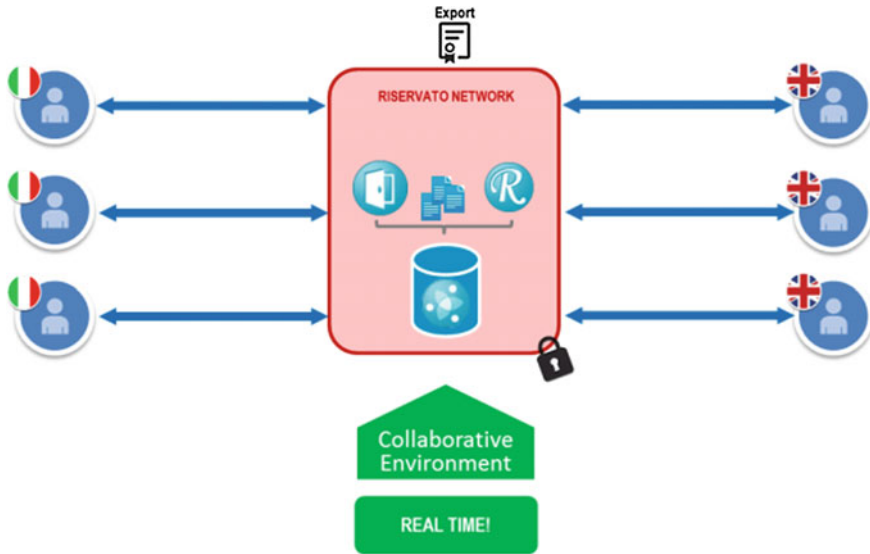 Export
RISERVATO NETWORK
R
Collaborative
Environment
REAL TIME!